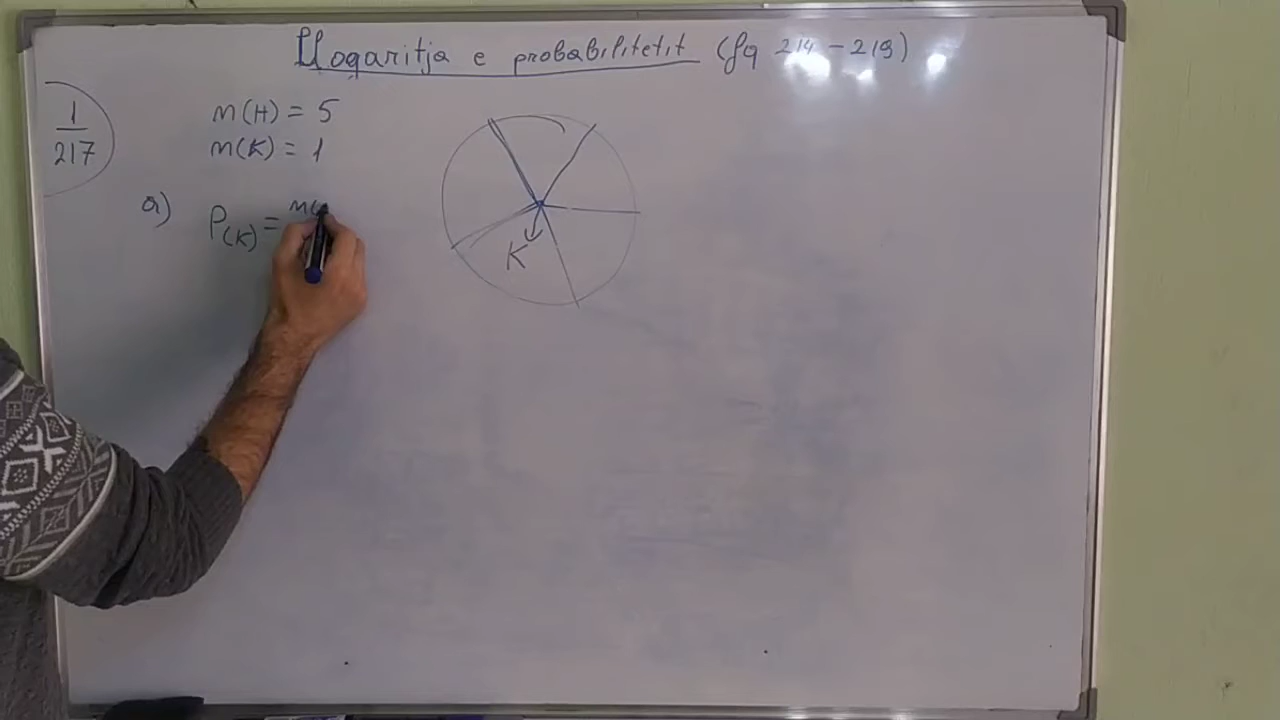 Llogaritja e probabilitetit (fq 214 - 219)
1
217
m(H) = 5
m(K) = 1
a) P(K) = m(
K